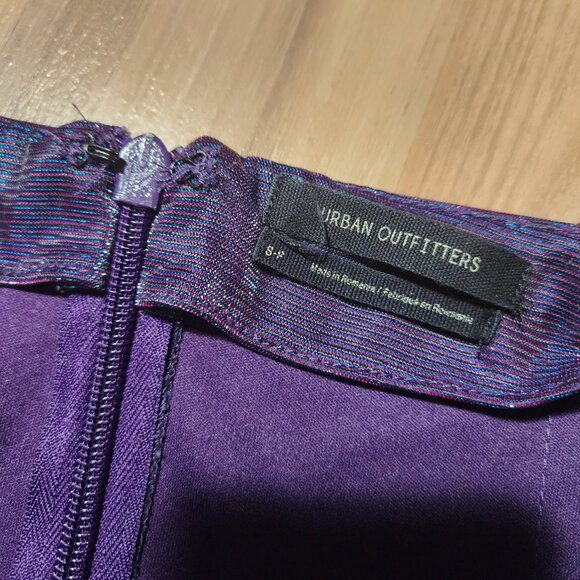 URBAN OUTFITTERS
S-P
Made in Romania / Fabriqué en Roumanie